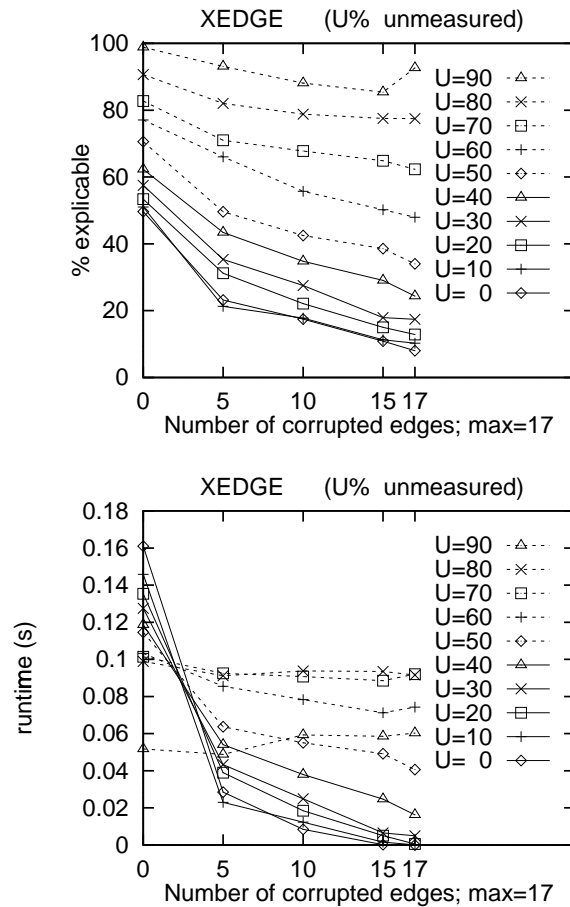 XEDGE (U% unmeasured)
100
80
60
40
20
0
% explicable
U=90
U=80
U=70
U=60
U=50
U=40
U=30
U=20
U=10
U= 0
0 5 10 15 17
Number of corrupted edges; max=17
XEDGE (U% unmeasured)
0.18
0.16
0.14
0.12
0.1
0.08
0.06
0.04
0.02
0
runtime (s)
U=90
U=80
U=70
U=60
U=50
U=40
U=30
U=20
U=10
U= 0
0 5 10 15 17
Number of corrupted edges; max=17